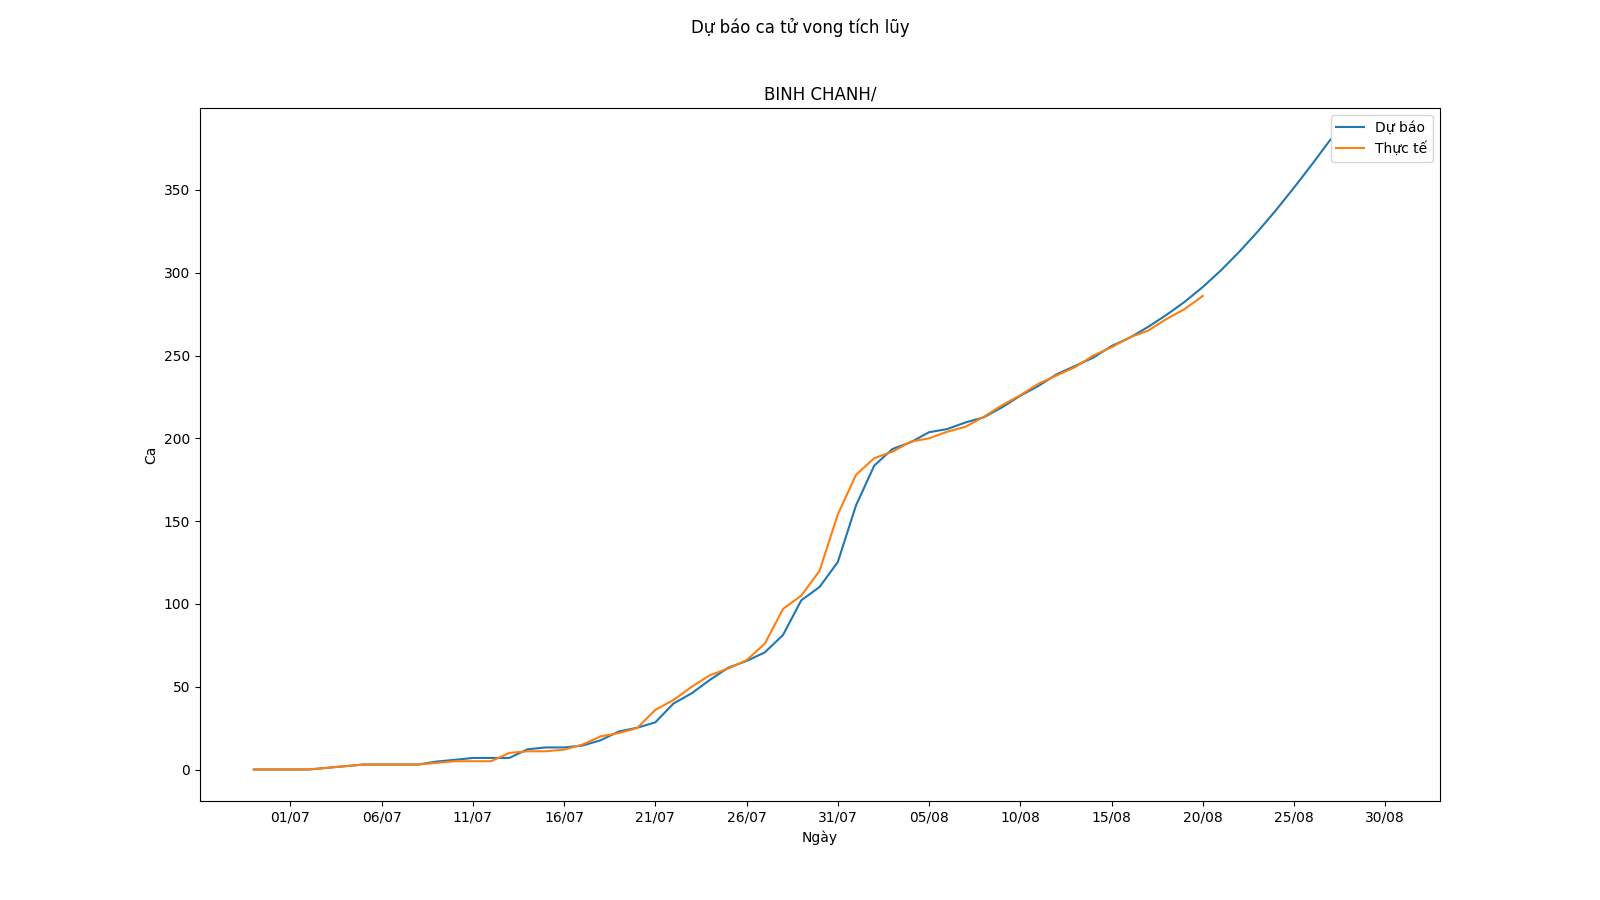 Dự báo ca tử vong tích lũy
BINH CHANH/
Dự báo
Thực tế
350
300
250
200
150
100
50
0
Ca
01/07 06/07 11/07 16/07 21/07 26/07 31/07 05/08 10/08 15/08 20/08 25/08 30/08
Ngày